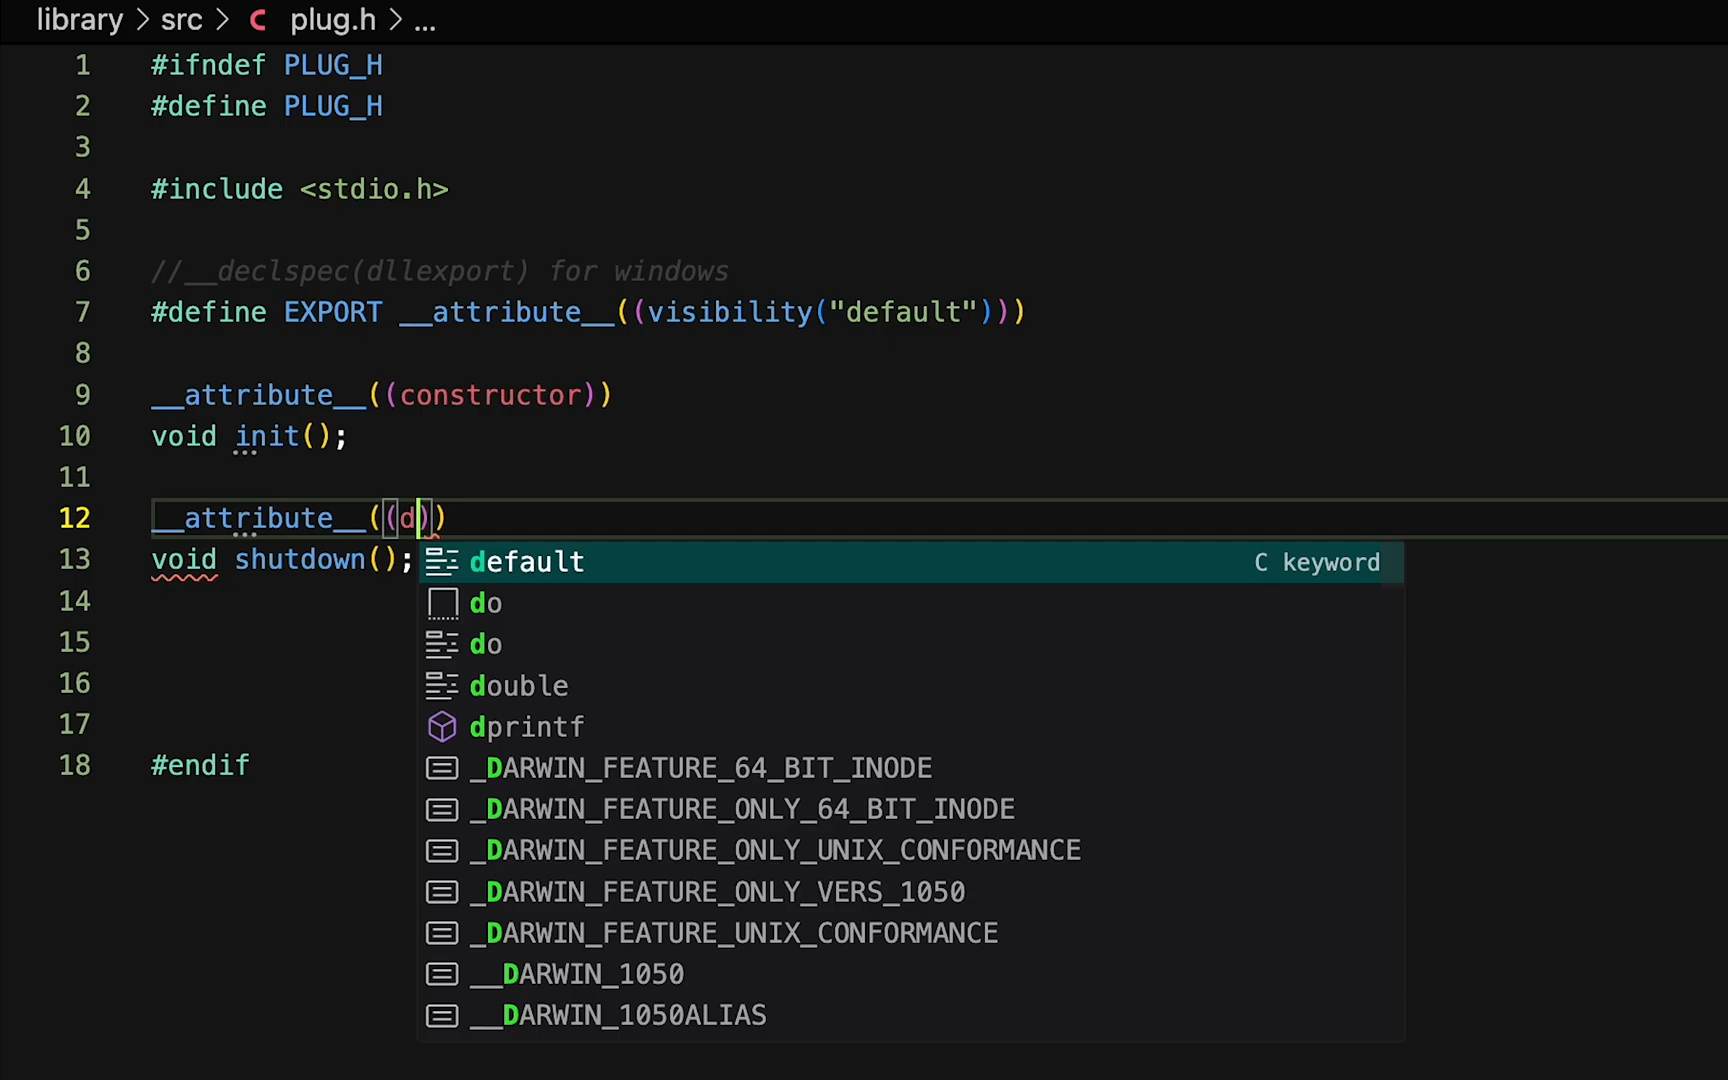 library > src > C plug.h > ...
1 #ifndef PLUG_H
2 #define PLUG_H
3
4 #include <stdio.h>
5
6 //__declspec(dllexport) for windows
7 #define EXPORT __attribute__((visibility("default")))
8
9 __attribute__((constructor))
10 void init();
11
12 __attribute__((d))
13 void shutdown();
default C keyword
14
do
15
do
16
double
17
dprintf
18 #endif
_DARWIN_FEATURE_64_BIT_INODE
_DARWIN_FEATURE_ONLY_64_BIT_INODE
_DARWIN_FEATURE_ONLY_UNIX_CONFORMANCE
_DARWIN_FEATURE_ONLY_VERS_1050
_DARWIN_FEATURE_UNIX_CONFORMANCE
__DARWIN_1050
__DARWIN_1050ALIAS